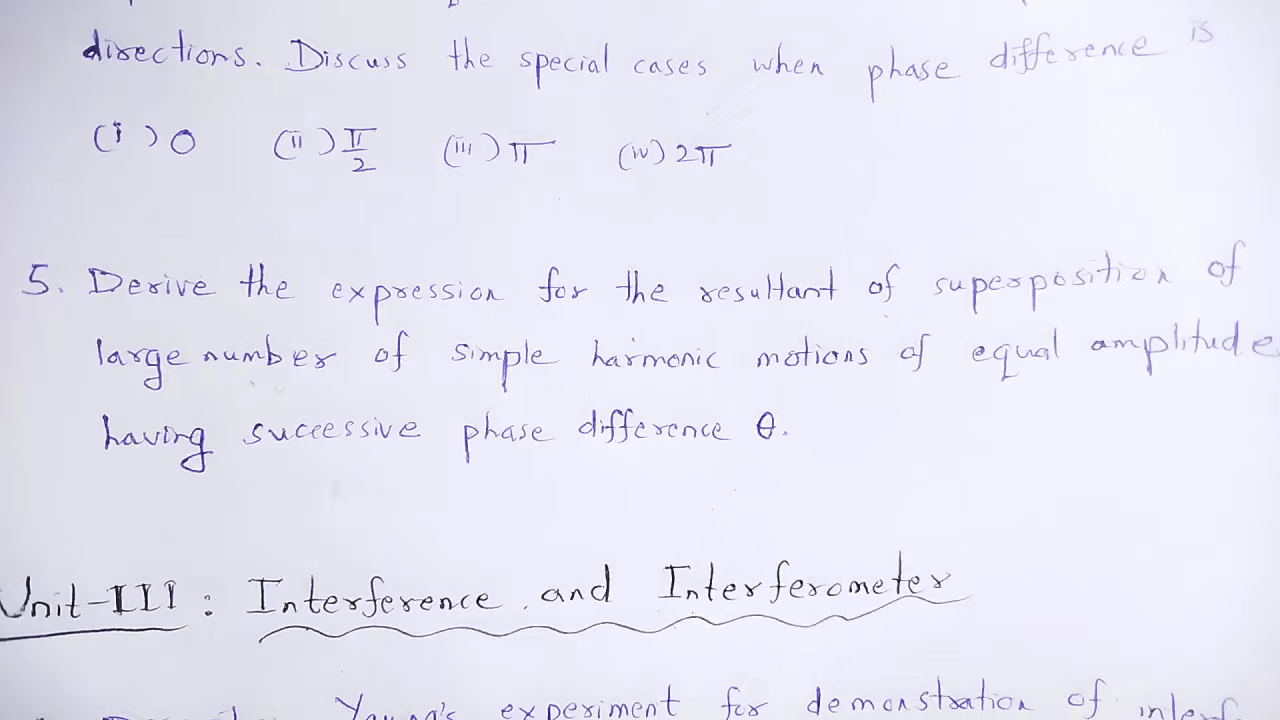 directions. Discuss the special cases when phase difference is
(i) 0 (ii) π/2 (iii) π (iv) 2π
5. Derive the expression for the resultant of superposition of
large number of simple harmonic motions of equal amplitude
having successive phase difference θ.
Unit-III : Interference and Interferometer
Young's experiment for demonstration of